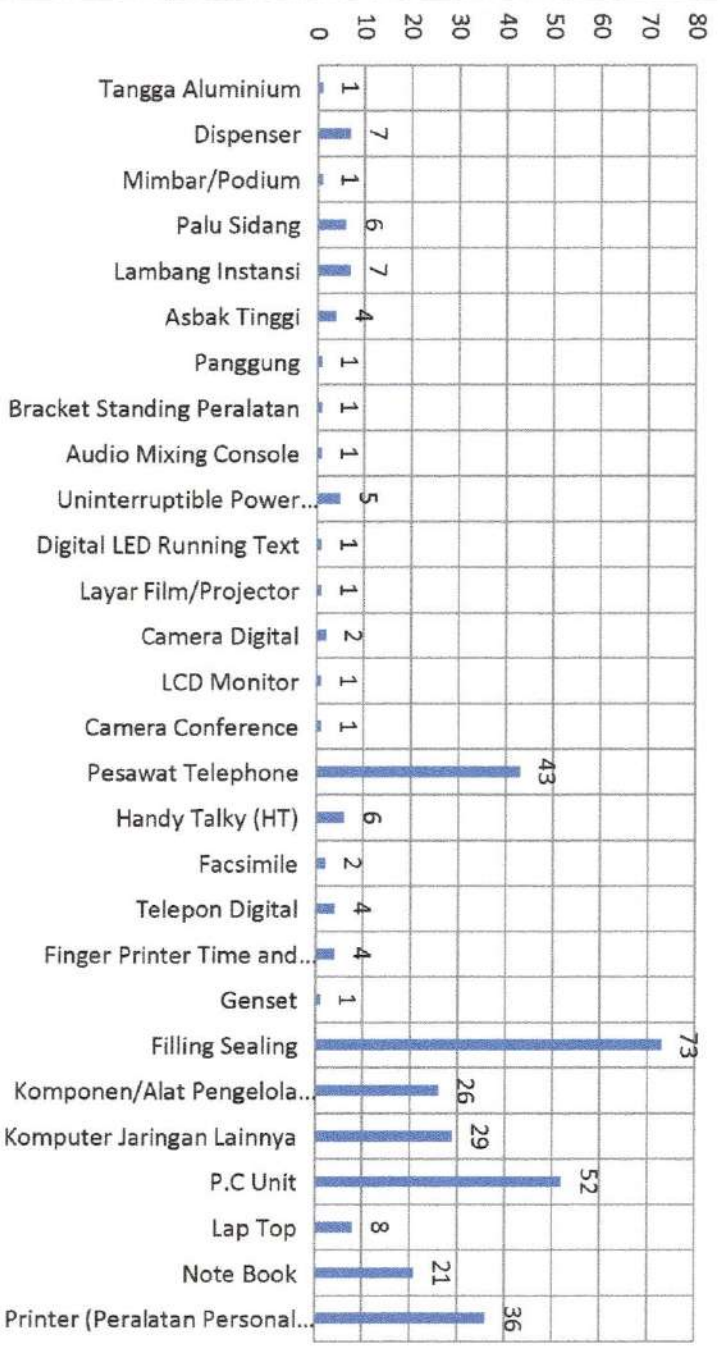 0 10 20 30 40 50 60 70 80
Tangga Aluminium 1
Dispenser 7
Mimbar/Podium 1
Palu Sidang 6
Lambang Instansi 7
Asbak Tinggi 4
Panggung 1
Bracket Standing Peralatan 1
Audio Mixing Console 1
Uninterruptible Power... 5
Digital LED Running Text 1
Layar Film/Projector 1
Camera Digital 2
LCD Monitor 1
Camera Conference 1
Pesawat Telephone 43
Handy Talky (HT) 6
Facsimile 2
Telepon Digital 4
Finger Printer Time and... 4
Genset 1
Filling Sealing 73
Komponen/Alat Pengelola... 26
Komputer Jaringan Lainnya 29
P.C Unit 52
Lap Top 8
Note Book 21
Printer (Peralatan Personal... 36